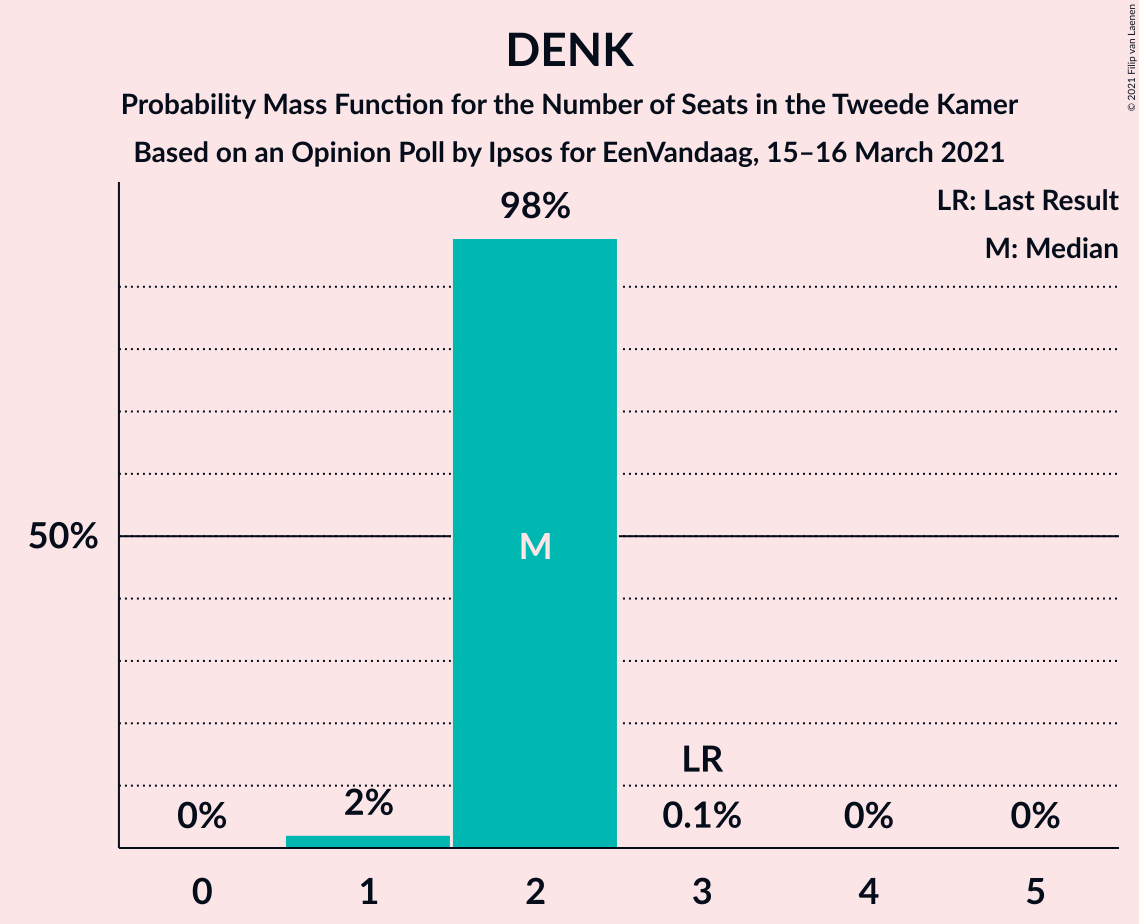 DENK
Probability Mass Function for the Number of Seats in the Tweede Kamer
Based on an Opinion Poll by Ipsos for EenVandaag, 15–16 March 2021
© 2021 Filip van Laenen
LR: Last Result
M: Median
98%
50%
M
LR
0%
2%
0.1%
0%
0%
0
1
2
3
4
5